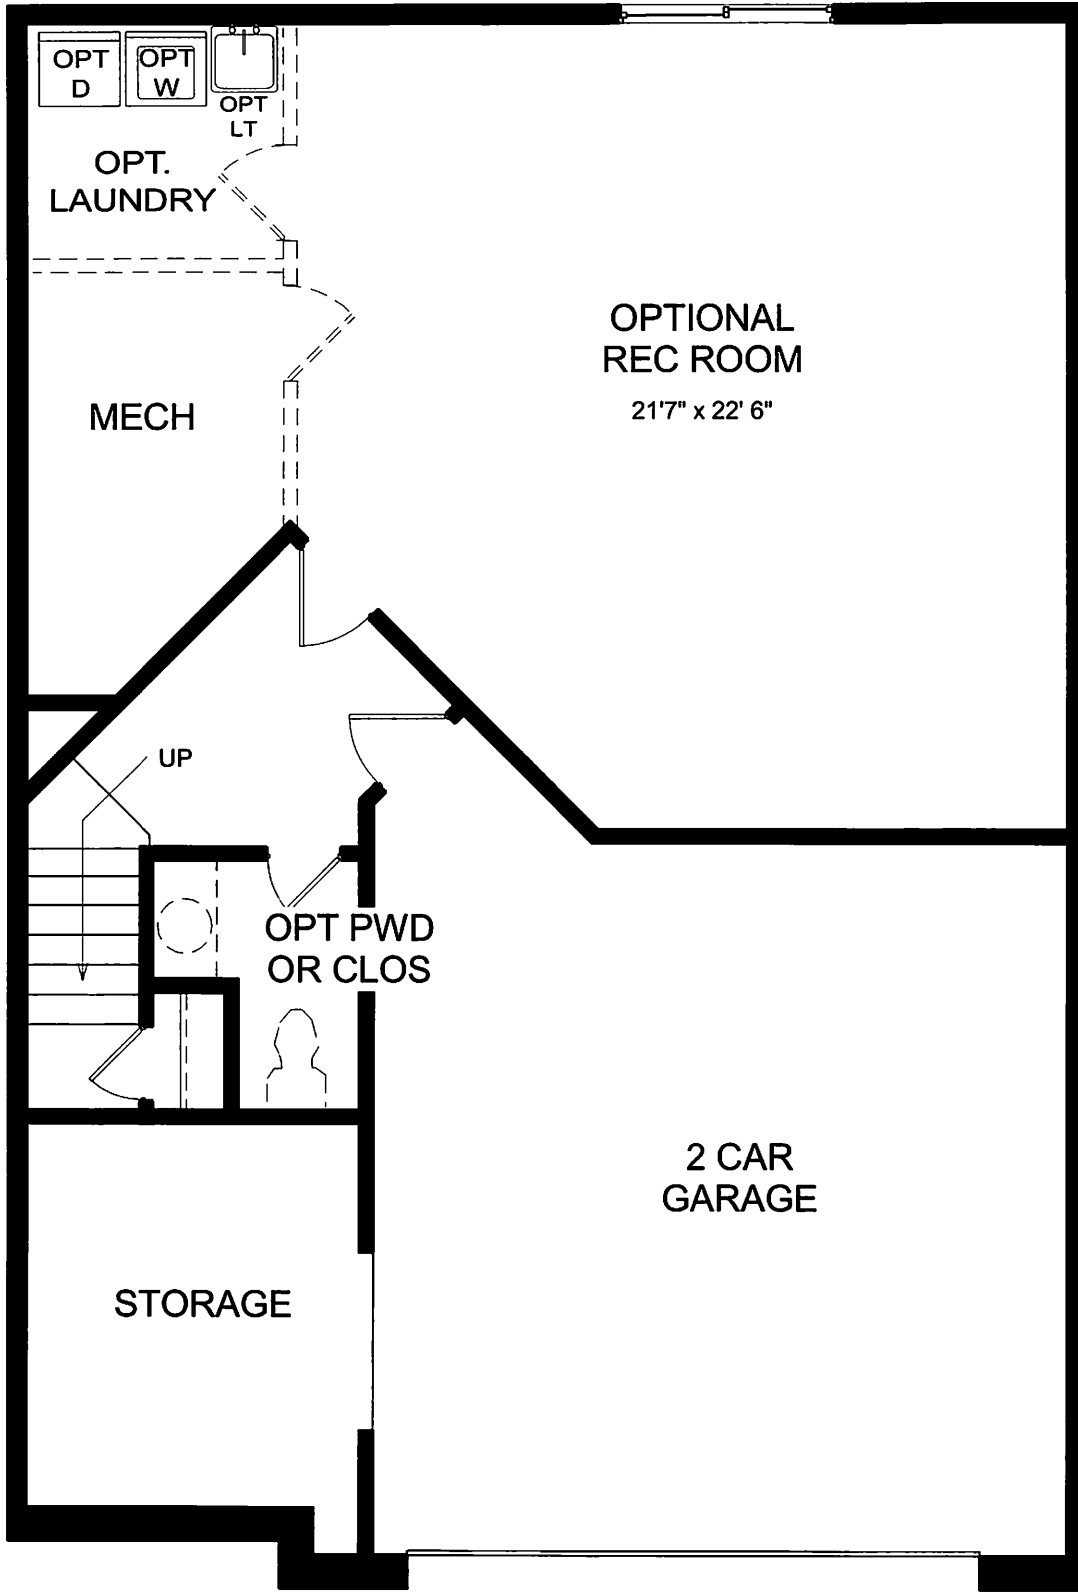 OPT
D
OPT
W
OPT
LT
OPT.
LAUNDRY
OPTIONAL
REC ROOM
21'7" x 22' 6"
MECH
UP
OPT PWD
OR CLOS
2 CAR
GARAGE
STORAGE